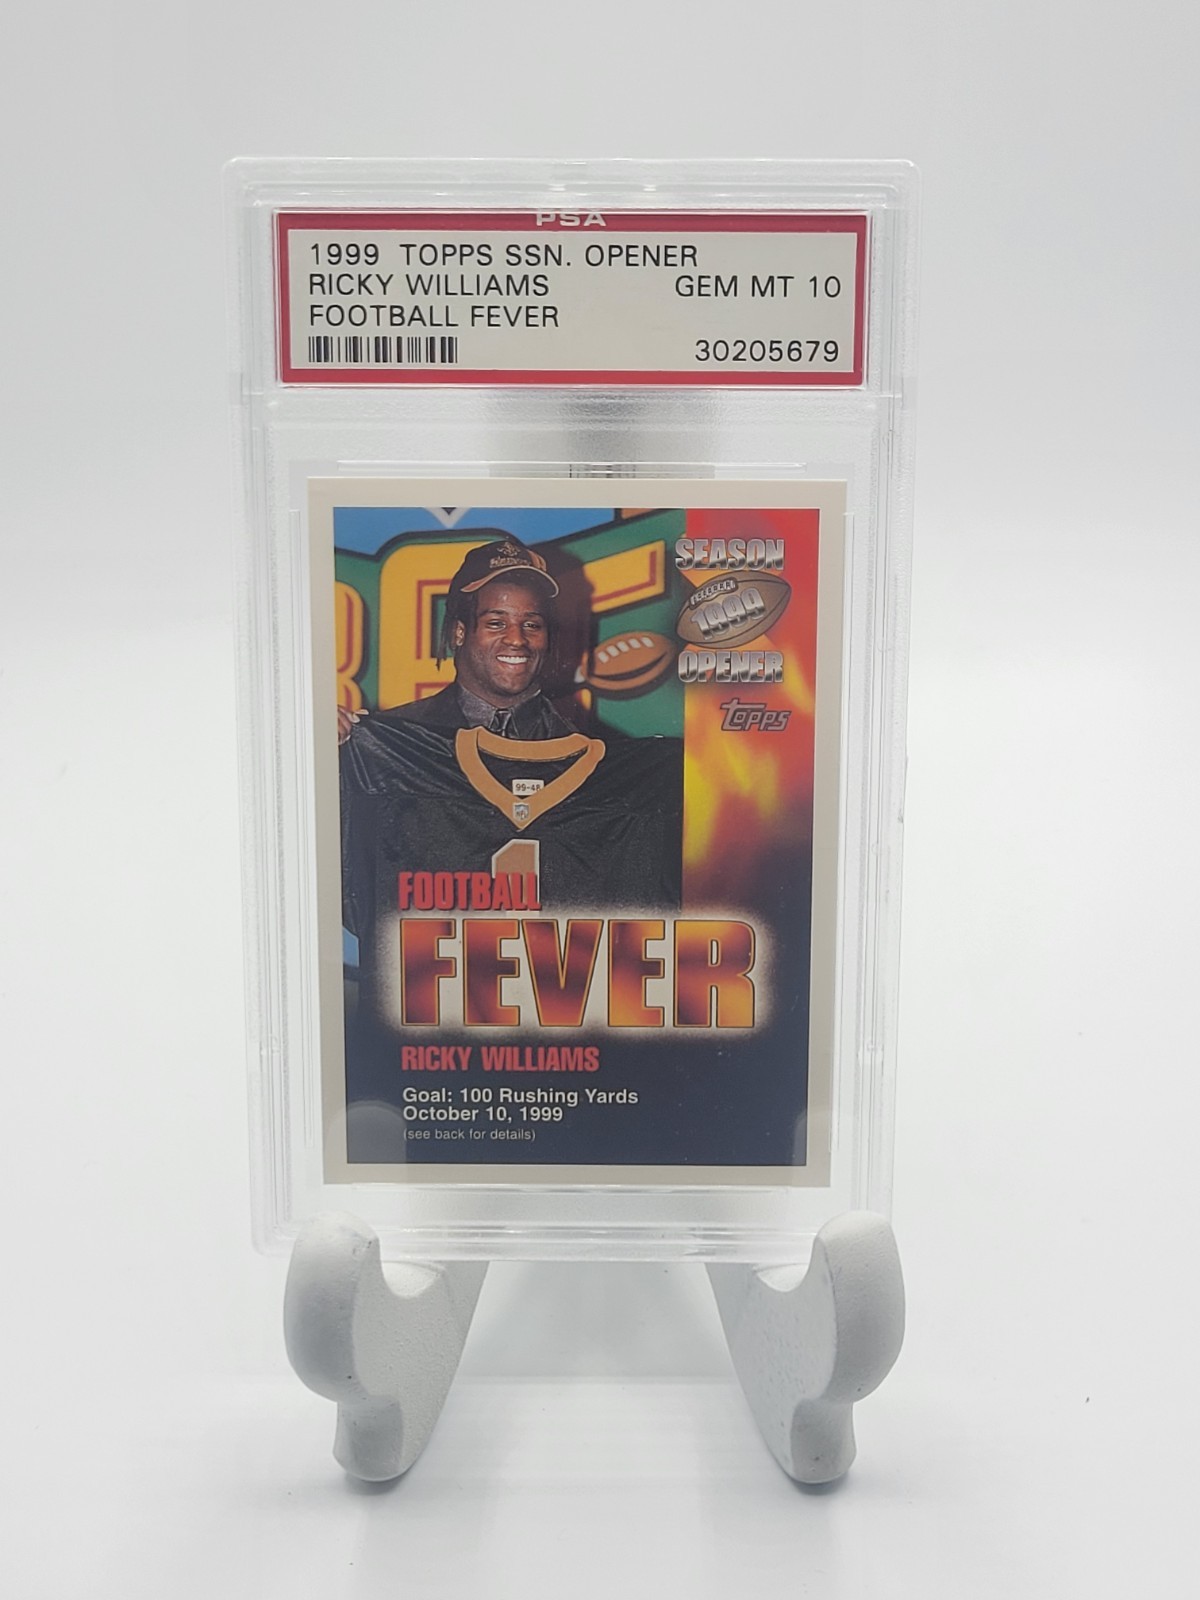 PSA
1999 TOPPS SSN. OPENER
RICKY WILLIAMS GEM MT 10
FOOTBALL FEVER
30205679
SEASON
1999
OPENER
Topps
99-48
1
FOOTBALL
FEVER
RICKY WILLIAMS
Goal: 100 Rushing Yards
October 10, 1999
(see back for details)